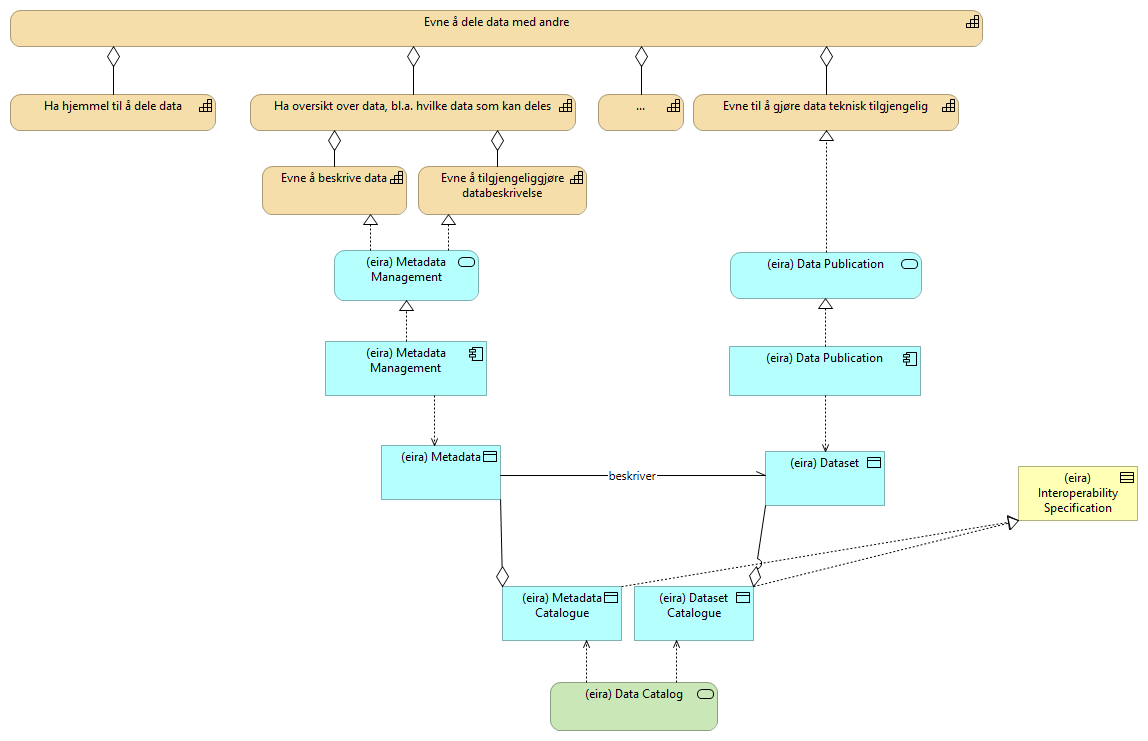 Evne å dele data med andre
Ha hjemmel til å dele data
Ha oversikt over data, bl.a. hvilke data som kan deles
...
Evne til å gjøre data teknisk tilgjengelig
Evne å beskrive data
Evne å tilgjengeliggjøre
databeskrivelse
(eira) Metadata
Management
(eira) Data Publication
(eira) Metadata
Management
(eira) Data Publication
(eira) Metadata
beskriver
(eira) Dataset
(eira)
Interoperability
Specification
(eira) Metadata
Catalogue
(eira) Dataset
Catalogue
(eira) Data Catalog